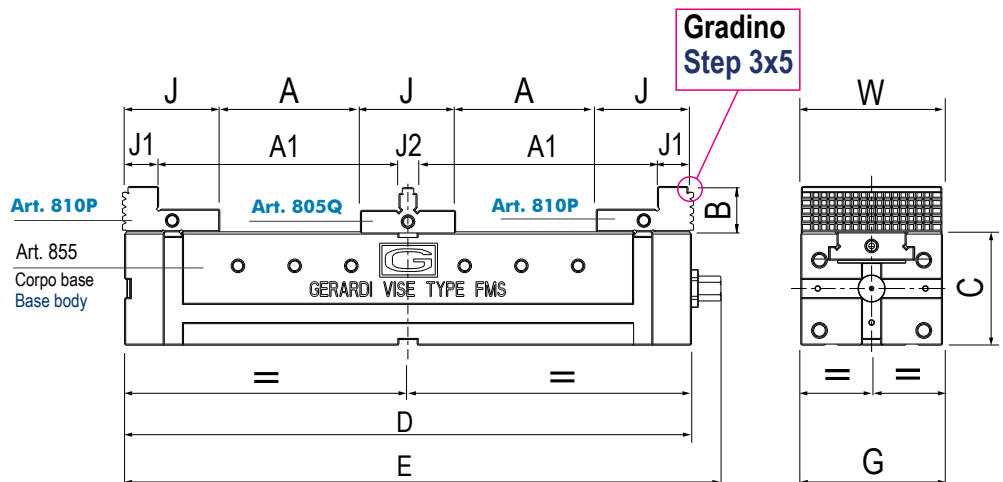 Gradino
Step 3x5
J A J A J W
J1 A1 J2 A1 J1
Art. 810P
Art. 805Q
Art. 810P
B
Art. 855
Corpo base
Base body
G
GERARDI VISE TYPE FMS
C
= = = =
D
E G